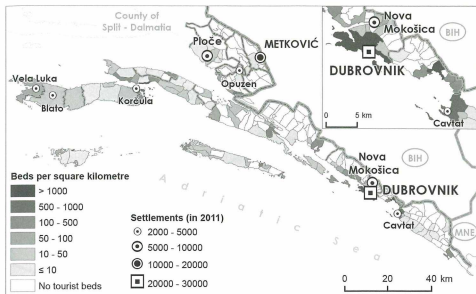 County of
Split - Dalmatia
Ploče
METKOVIĆ
Opuzen
Vela Luka
Blato
Korčula
Nova
Mokošica
BIH
DUBROVNIK
Cavtat
0 5 km
BIH
Nova
Mokošica
DUBROVNIK
Cavtat
MNE
Adriatic Sea
Beds per square kilometre
> 1000
500 - 1000
100 - 500
50 - 100
10 - 50
≤ 10
No tourist beds
Settlements (in 2011)
2000 - 5000
5000 - 10000
10000 - 20000
20000 - 30000
0 20 40 km